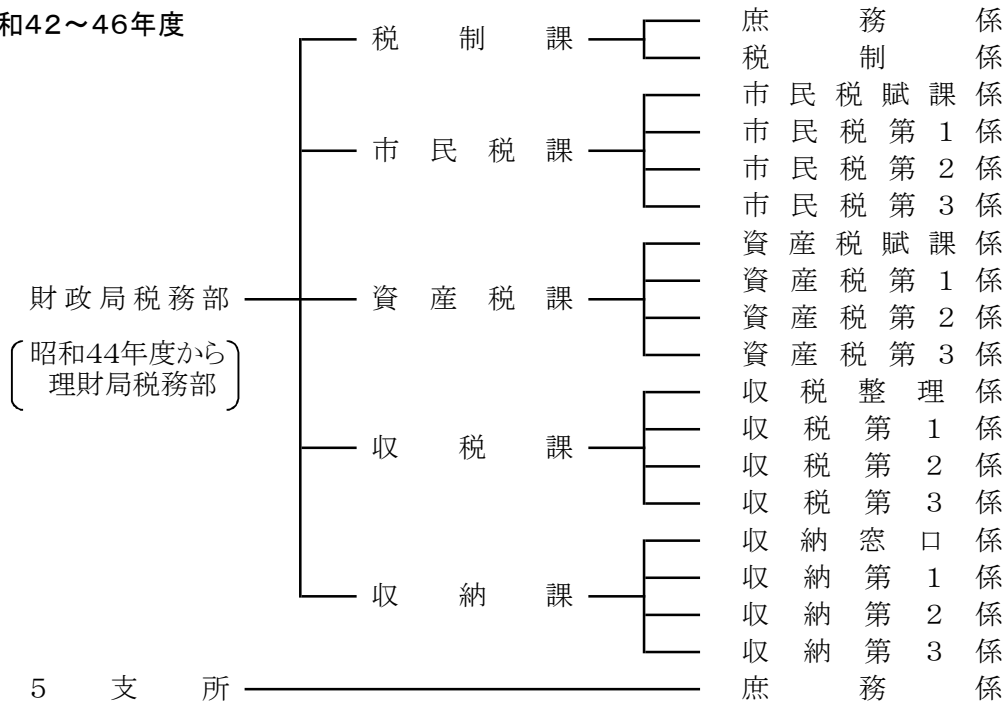 和42～46年度
税制課
庶務係
税制係
市民税課
市民税賦課係
市民税第1係
市民税第2係
市民税第3係
財政局税務部
昭和44年度から
理財局税務部
資産税課
資産税賦課係
資産税第1係
資産税第2係
資産税第3係
収税課
収税整理係
収税第1係
収税第2係
収税第3係
収納課
収納窓口係
収納第1係
収納第2係
収納第3係
5支所
庶務係